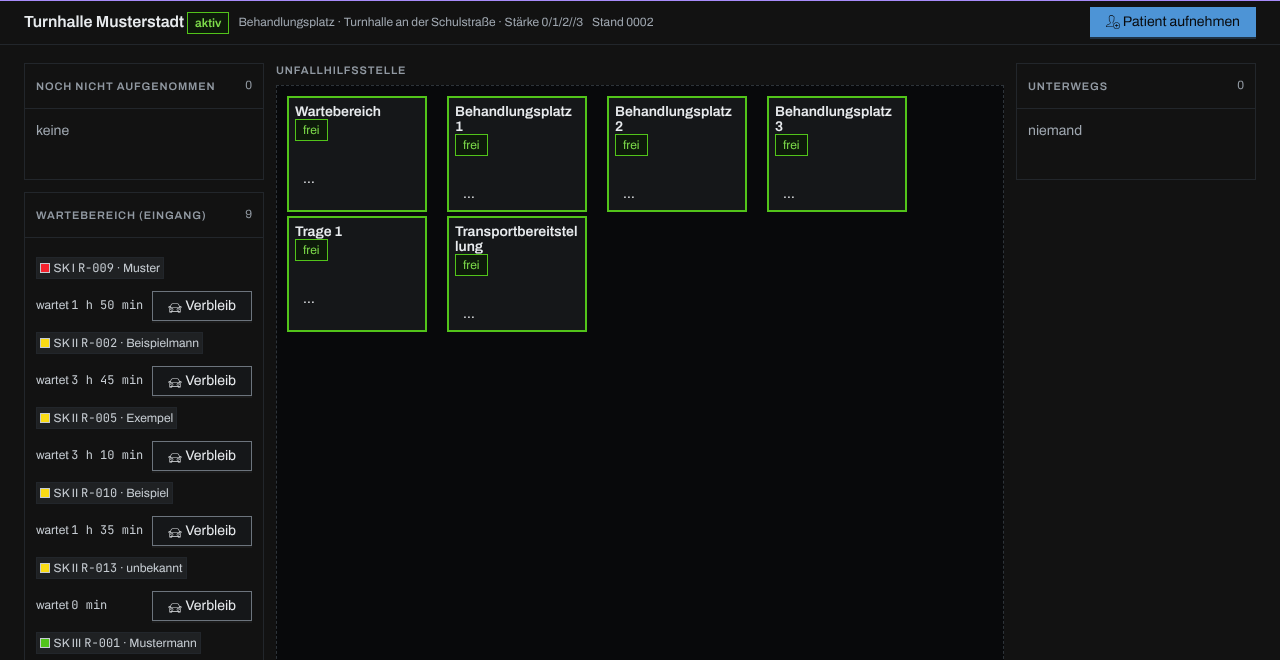 Turnhalle Musterstadt aktiv Behandlungsplatz · Turnhalle an der Schulstraße · Stärke 0/1/2//3 Stand 0002 Patient aufnehmen
NOCH NICHT AUFGENOMMEN 0
keine
WARTEBEREICH (EINGANG) 9
SK I R-009 · Muster
wartet 1 h 50 min Verbleib
SK II R-002 · Beispielmann
wartet 3 h 45 min Verbleib
SK II R-005 · Exempel
wartet 3 h 10 min Verbleib
SK II R-010 · Beispiel
wartet 1 h 35 min Verbleib
SK II R-013 · unbekannt
wartet 0 min Verbleib
SK III R-001 · Mustermann
UNFALLHILFSSTELLE
Wartebereich
frei
...
Behandlungsplatz
1
frei
...
Behandlungsplatz
2
frei
...
Behandlungsplatz
3
frei
...
Trage 1
frei
...
Transportbereitstel
lung
frei
...
UNTERWEGS 0
niemand